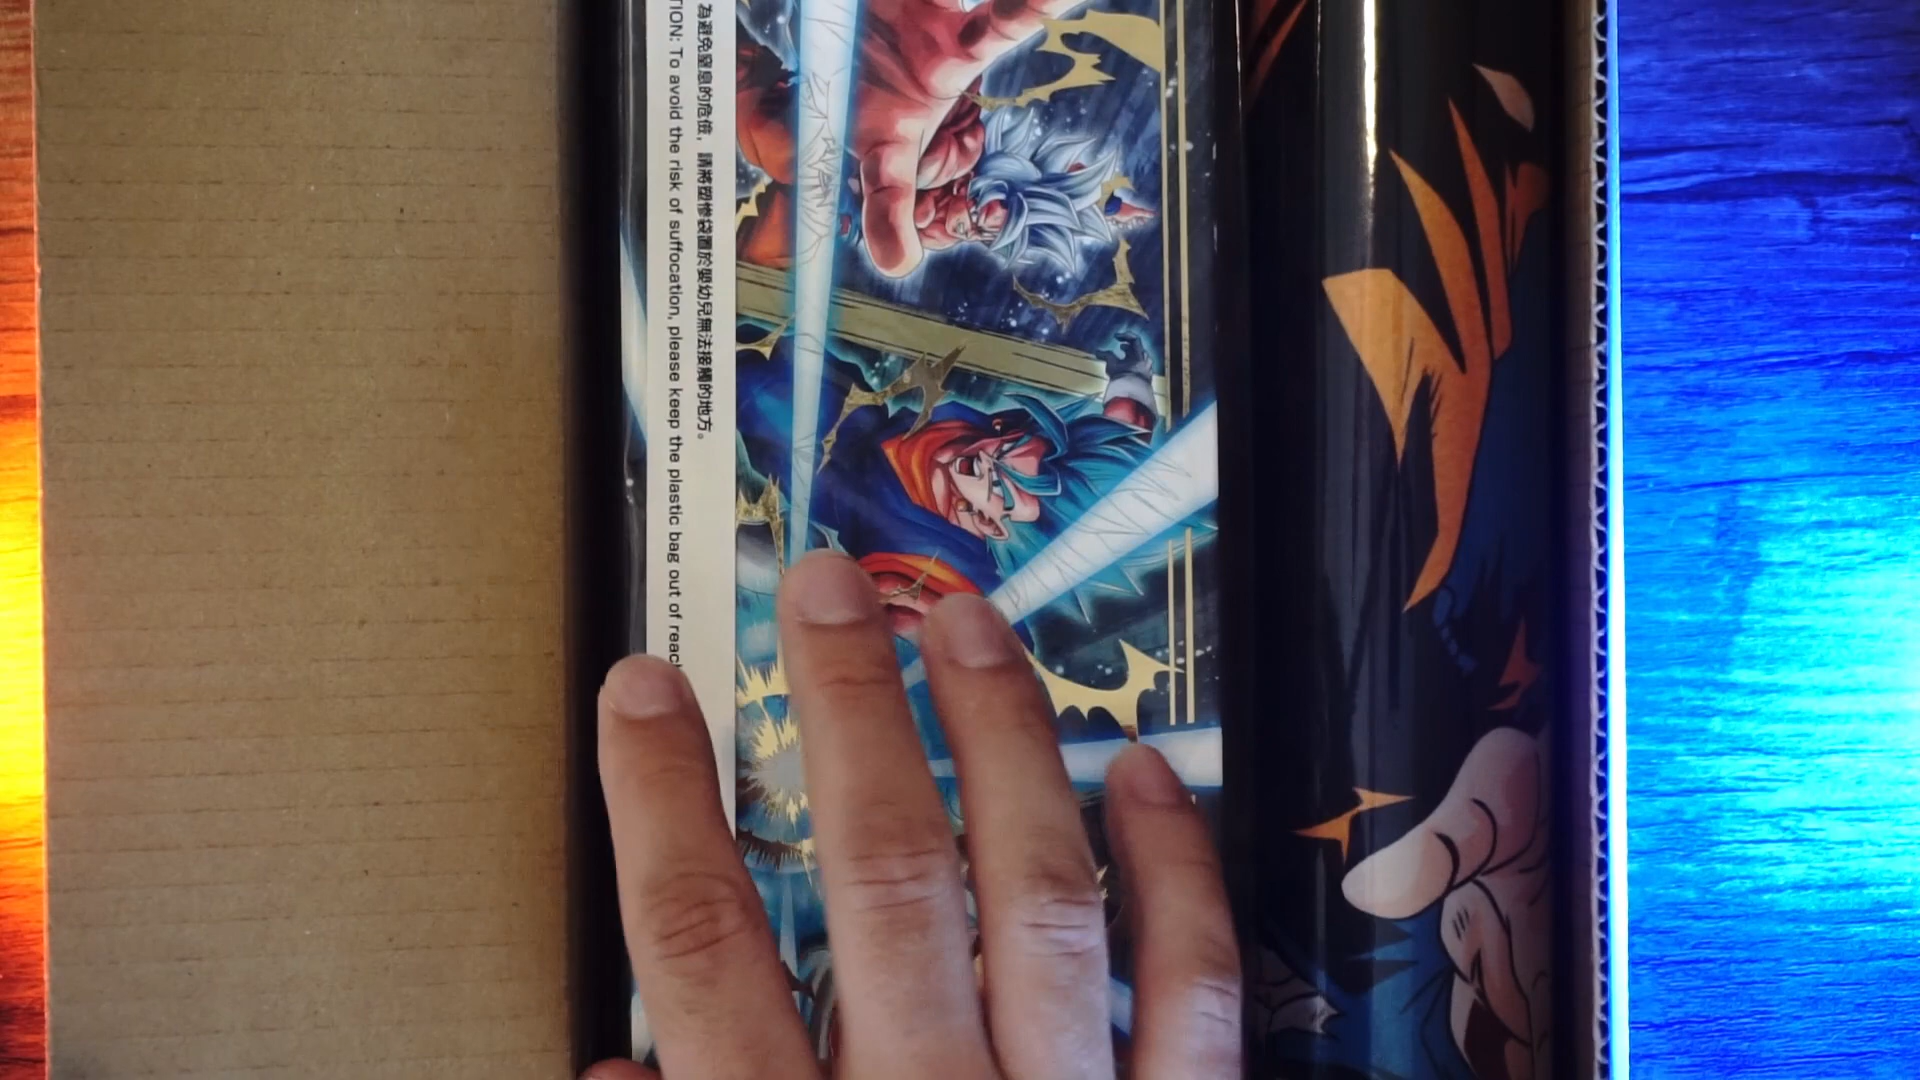 為避免窒息的危險，請將塑膠袋置於嬰幼兒無法接觸的地方。
TION: To avoid the risk of suffocation, please keep the plastic bag out of reac